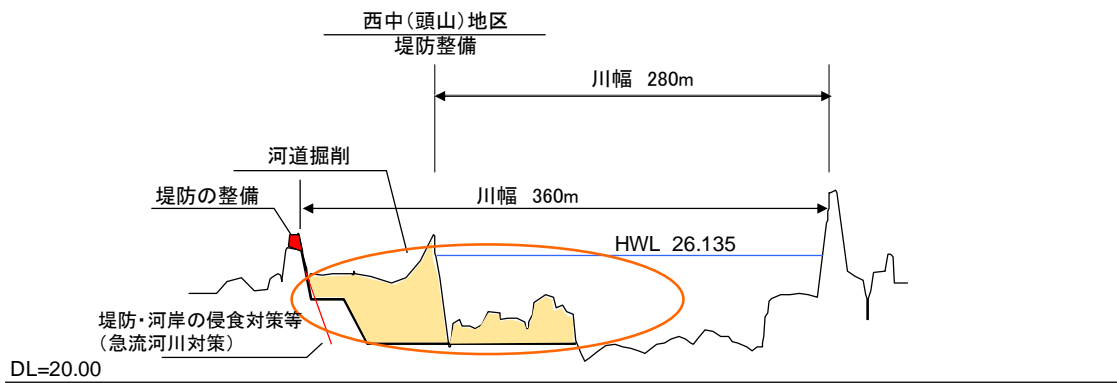 西中(頭山)地区
堤防整備
川幅 280m
河道掘削
堤防の整備
川幅 360m
HWL 26.135
堤防・河岸の侵食対策等
(急流河川対策)
DL=20.00